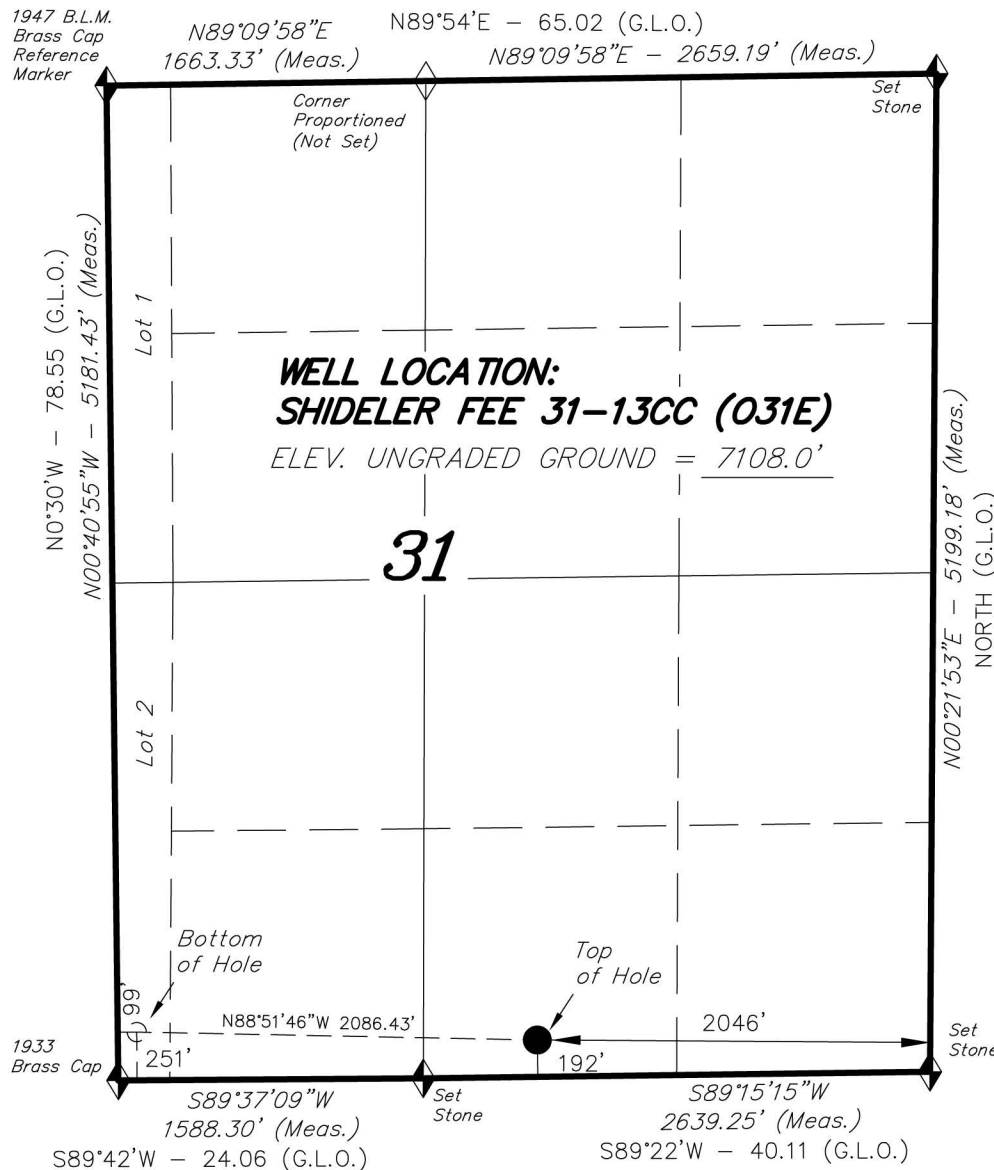 1947 B.L.M.
Brass Cap
Reference
Marker
N89°09'58"E
1663.33' (Meas.)
N89°54'E - 65.02 (G.L.O.)
N89°09'58"E - 2659.19' (Meas.)
Corner
Proportioned
(Not Set)
Set
Stone
N0°30'W - 78.55 (G.L.O.)
N00°40'55"W - 5181.43' (Meas.)
Lot 1
WELL LOCATION:
SHIDELER FEE 31-13CC (O31E)
ELEV. UNGRADED GROUND = 7108.0'
31
N00°21'53"E - 5199.18' (Meas.)
NORTH (G.L.O.)
Lot 2
Bottom
of Hole
Top
of Hole
99'
N88°51'46"W 2086.43'
2046'
251'
192'
1933
Brass Cap
Set
Stone
Set
Stone
S89°37'09"W
1588.30' (Meas.)
S89°42'W - 24.06 (G.L.O.)
S89°15'15"W
2639.25' (Meas.)
S89°22'W - 40.11 (G.L.O.)